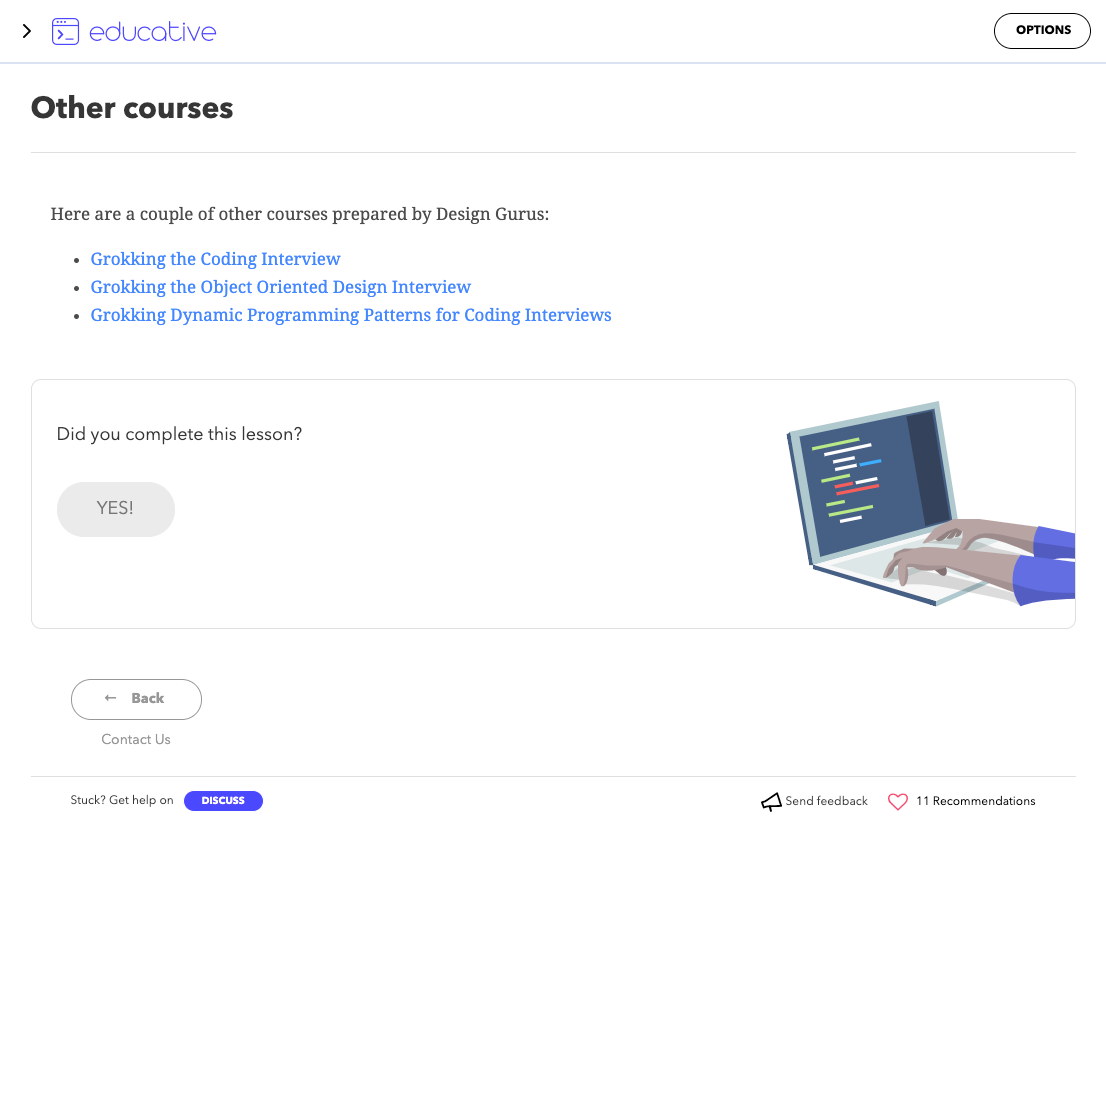 educative
OPTIONS
Other courses
Here are a couple of other courses prepared by Design Gurus:
Grokking the Coding Interview
Grokking the Object Oriented Design Interview
Grokking Dynamic Programming Patterns for Coding Interviews
Did you complete this lesson?
YES!
← Back
Contact Us
Stuck? Get help on DISCUSS
Send feedback
11 Recommendations